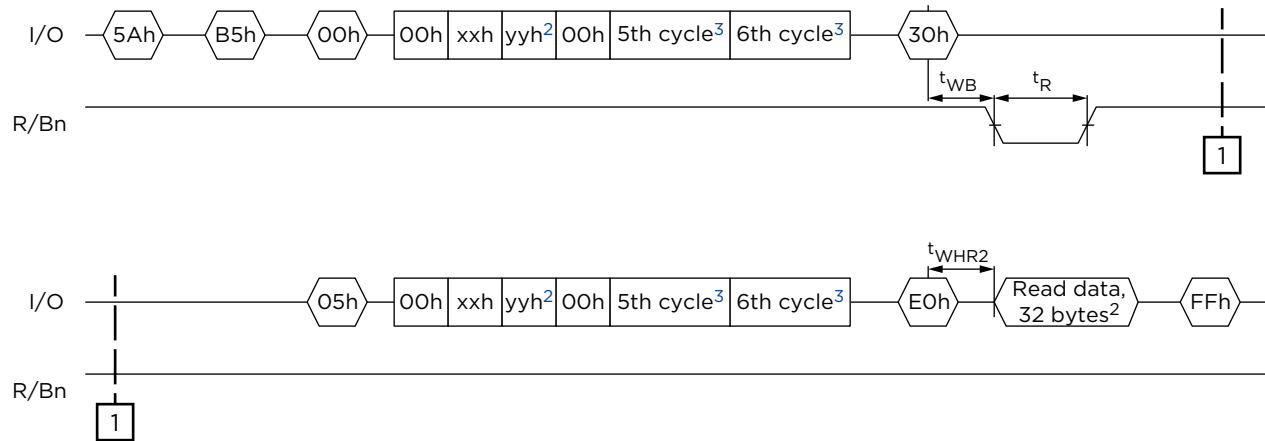 I/O 5Ah B5h 00h 00h xxh yyh² 00h 5th cycle³ 6th cycle³ 30h
tWB tR
R/Bn
1
tWHR2
I/O 05h 00h xxh yyh² 00h 5th cycle³ 6th cycle³ E0h Read data, FFh
32 bytes²
R/Bn
1